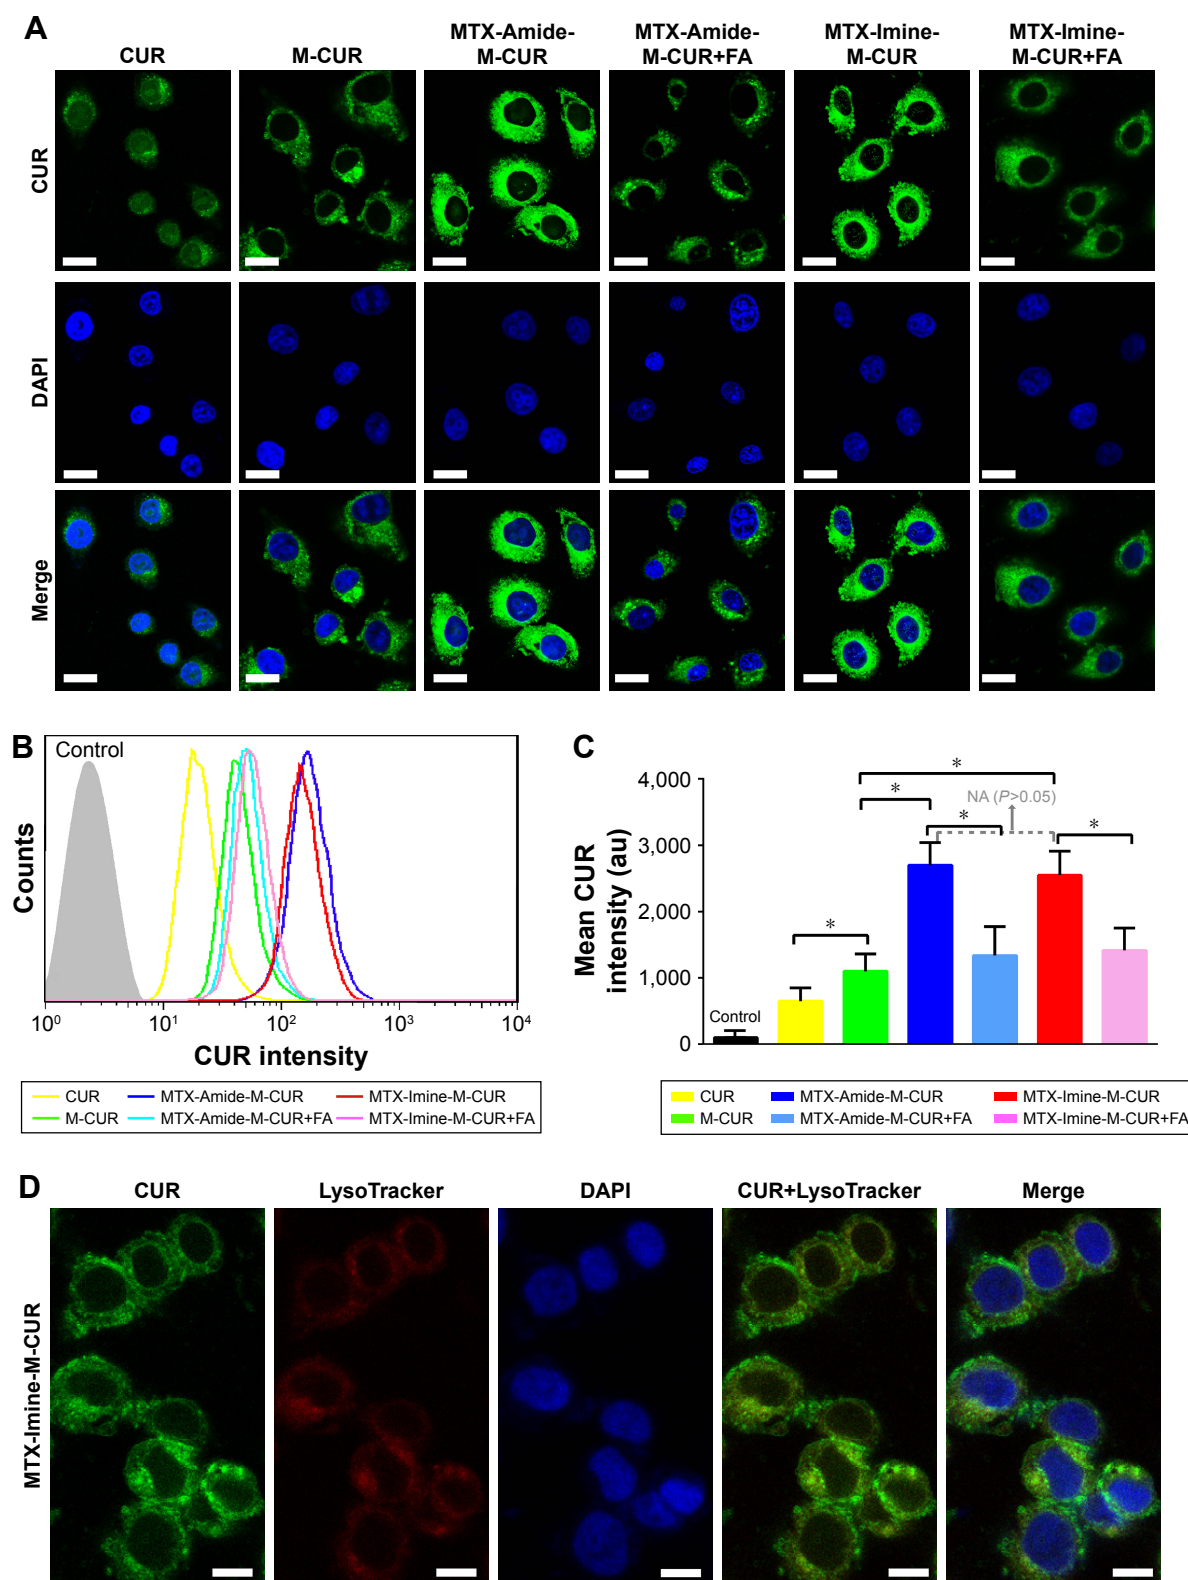 A
CUR
M-CUR
MTX-Amide-
M-CUR
MTX-Amide-
M-CUR+FA
MTX-Imine-
M-CUR
MTX-Imine-
M-CUR+FA
CUR
DAPI
Merge
B
Control
Counts
10⁰ 10¹ 10² 10³ 10⁴
CUR intensity
CUR MTX-Amide-M-CUR MTX-Imine-M-CUR
M-CUR MTX-Amide-M-CUR+FA MTX-Imine-M-CUR+FA
C
Mean CUR
intensity (au)
4,000
3,000
2,000
1,000
0
Control
*
*
*
*
NA (P>0.05)
*
CUR MTX-Amide-M-CUR MTX-Imine-M-CUR
M-CUR MTX-Amide-M-CUR+FA MTX-Imine-M-CUR+FA
D
CUR LysoTracker DAPI CUR+LysoTracker Merge
MTX-Imine-M-CUR